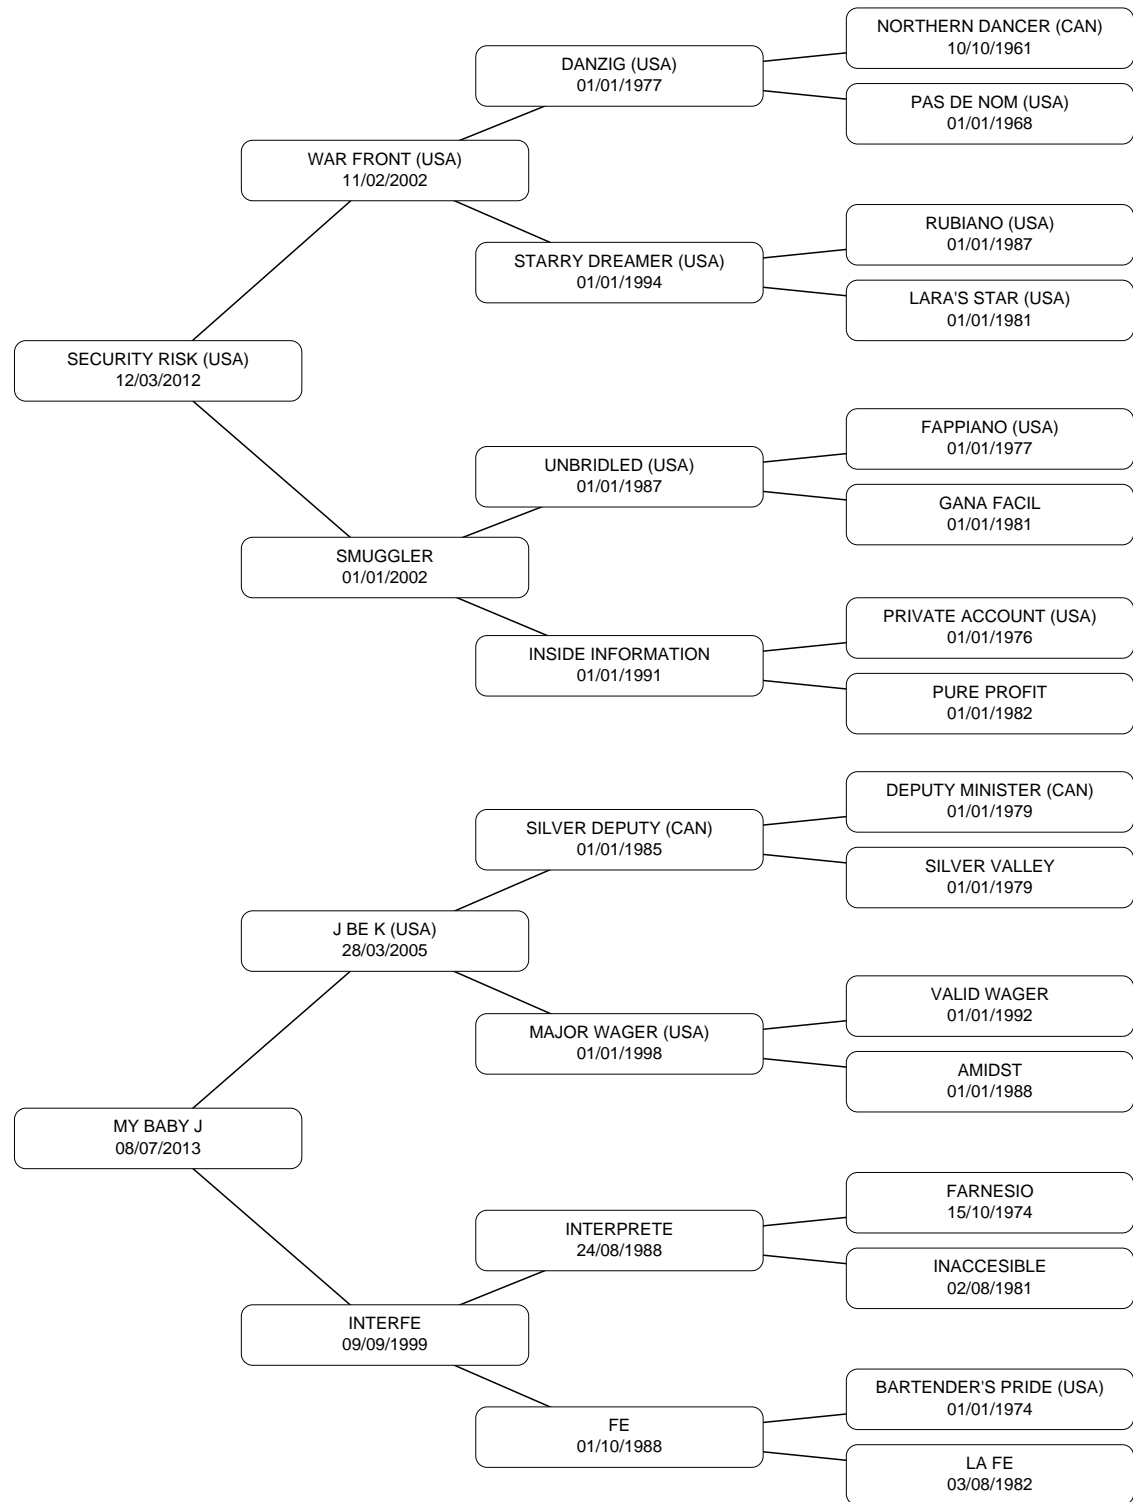 NORTHERN DANCER (CAN)
10/10/1961
DANZIG (USA)
01/01/1977
PAS DE NOM (USA)
01/01/1968
WAR FRONT (USA)
11/02/2002
RUBIANO (USA)
01/01/1987
STARRY DREAMER (USA)
01/01/1994
LARA'S STAR (USA)
01/01/1981
SECURITY RISK (USA)
12/03/2012
FAPPIANO (USA)
01/01/1977
UNBRIDLED (USA)
01/01/1987
GANA FACIL
01/01/1981
SMUGGLER
01/01/2002
PRIVATE ACCOUNT (USA)
01/01/1976
INSIDE INFORMATION
01/01/1991
PURE PROFIT
01/01/1982
DEPUTY MINISTER (CAN)
01/01/1979
SILVER DEPUTY (CAN)
01/01/1985
SILVER VALLEY
01/01/1979
J BE K (USA)
28/03/2005
VALID WAGER
01/01/1992
MAJOR WAGER (USA)
01/01/1998
AMIDST
01/01/1988
MY BABY J
08/07/2013
FARNESIO
15/10/1974
INTERPRETE
24/08/1988
INACCESIBLE
02/08/1981
INTERFE
09/09/1999
BARTENDER'S PRIDE (USA)
01/01/1974
FE
01/10/1988
LA FE
03/08/1982